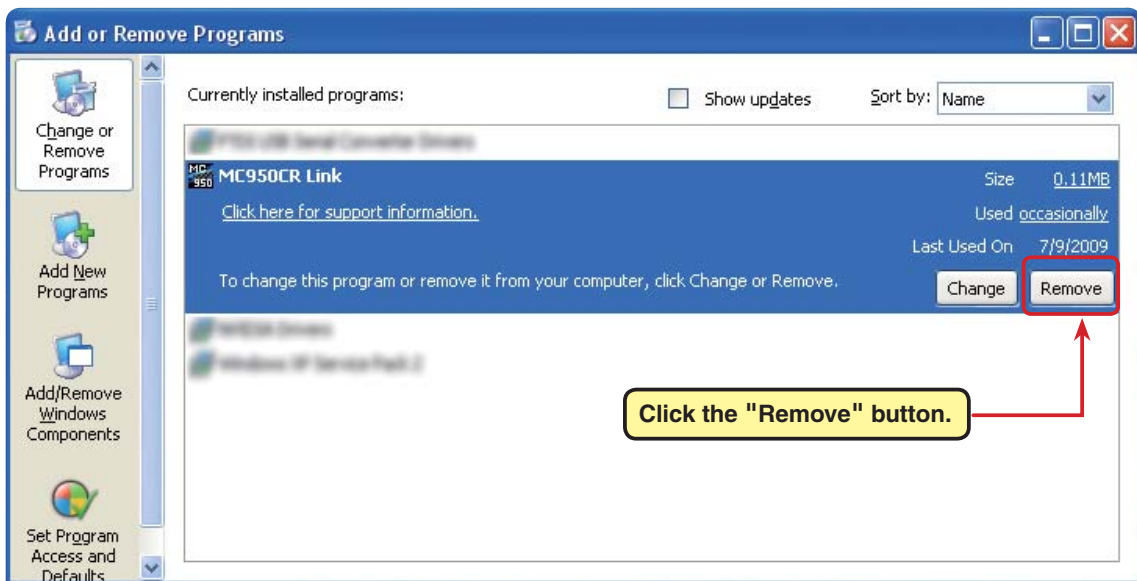 Add or Remove Programs
Change or
Remove
Programs
Add New
Programs
Add/Remove
Windows
Components
Set Program
Access and
Defaults
Currently installed programs:
Show updates
Sort by: Name
MC
950
MC950CR Link
Size 0.11MB
Click here for support information.
Used occasionally
Last Used On 7/9/2009
To change this program or remove it from your computer, click Change or Remove.
Change
Remove
Click the "Remove" button.